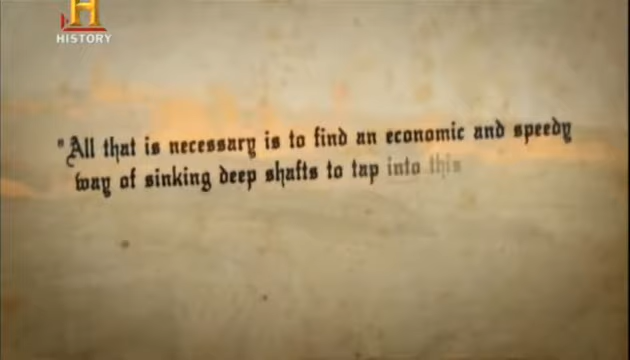 H
HISTORY
"All that is necessary is to find an economic and speedy
way of sinking deep shafts to tap into this